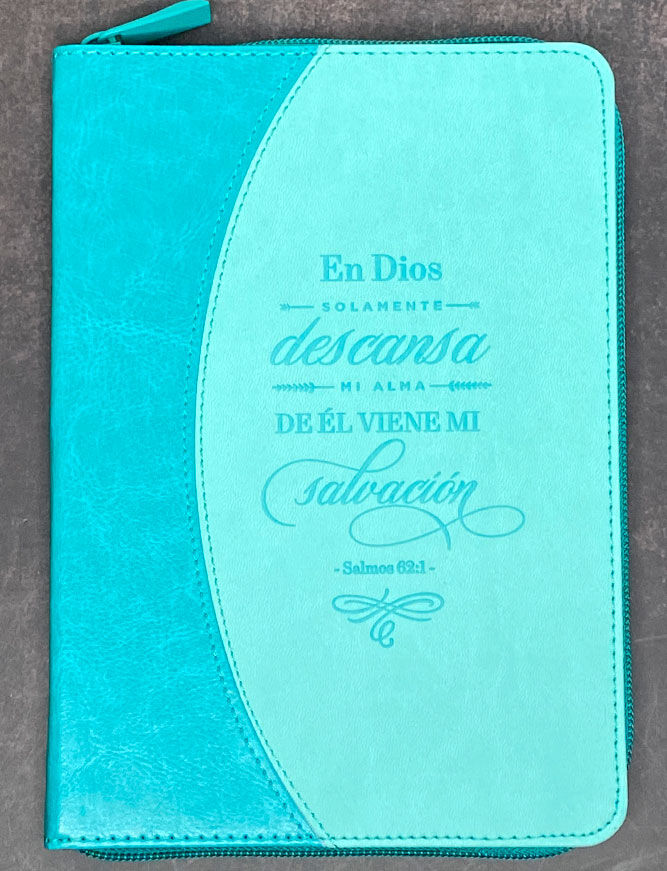 En Dios
SOLAMENTE
descansa
MI ALMA
DE ÉL VIENE MI
salvación
- Salmos 62:1 -